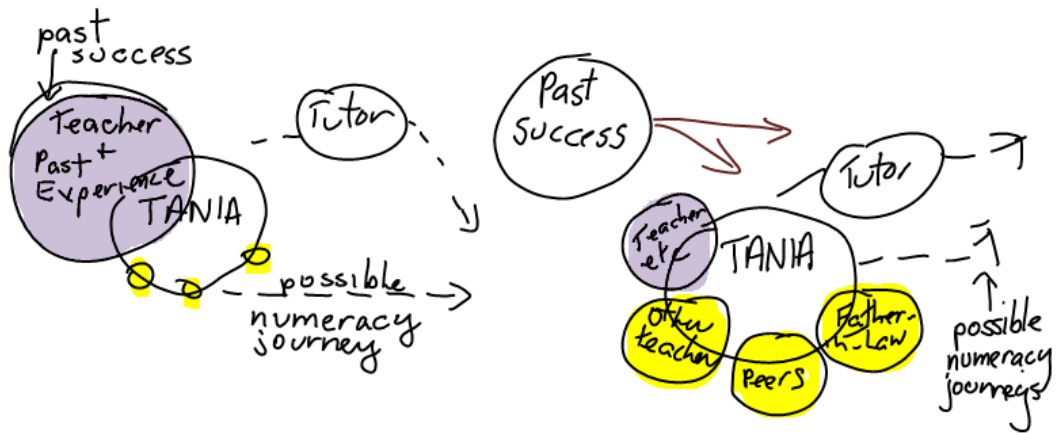 past
success
Teacher
Past +
Experience
TANIA
Tutor
possible
numeracy
journey
Past
success
Tutor
Teacher
etc
TANIA
Other
teacher
Peers
Father-
in-Law
possible
numeracy
journeys